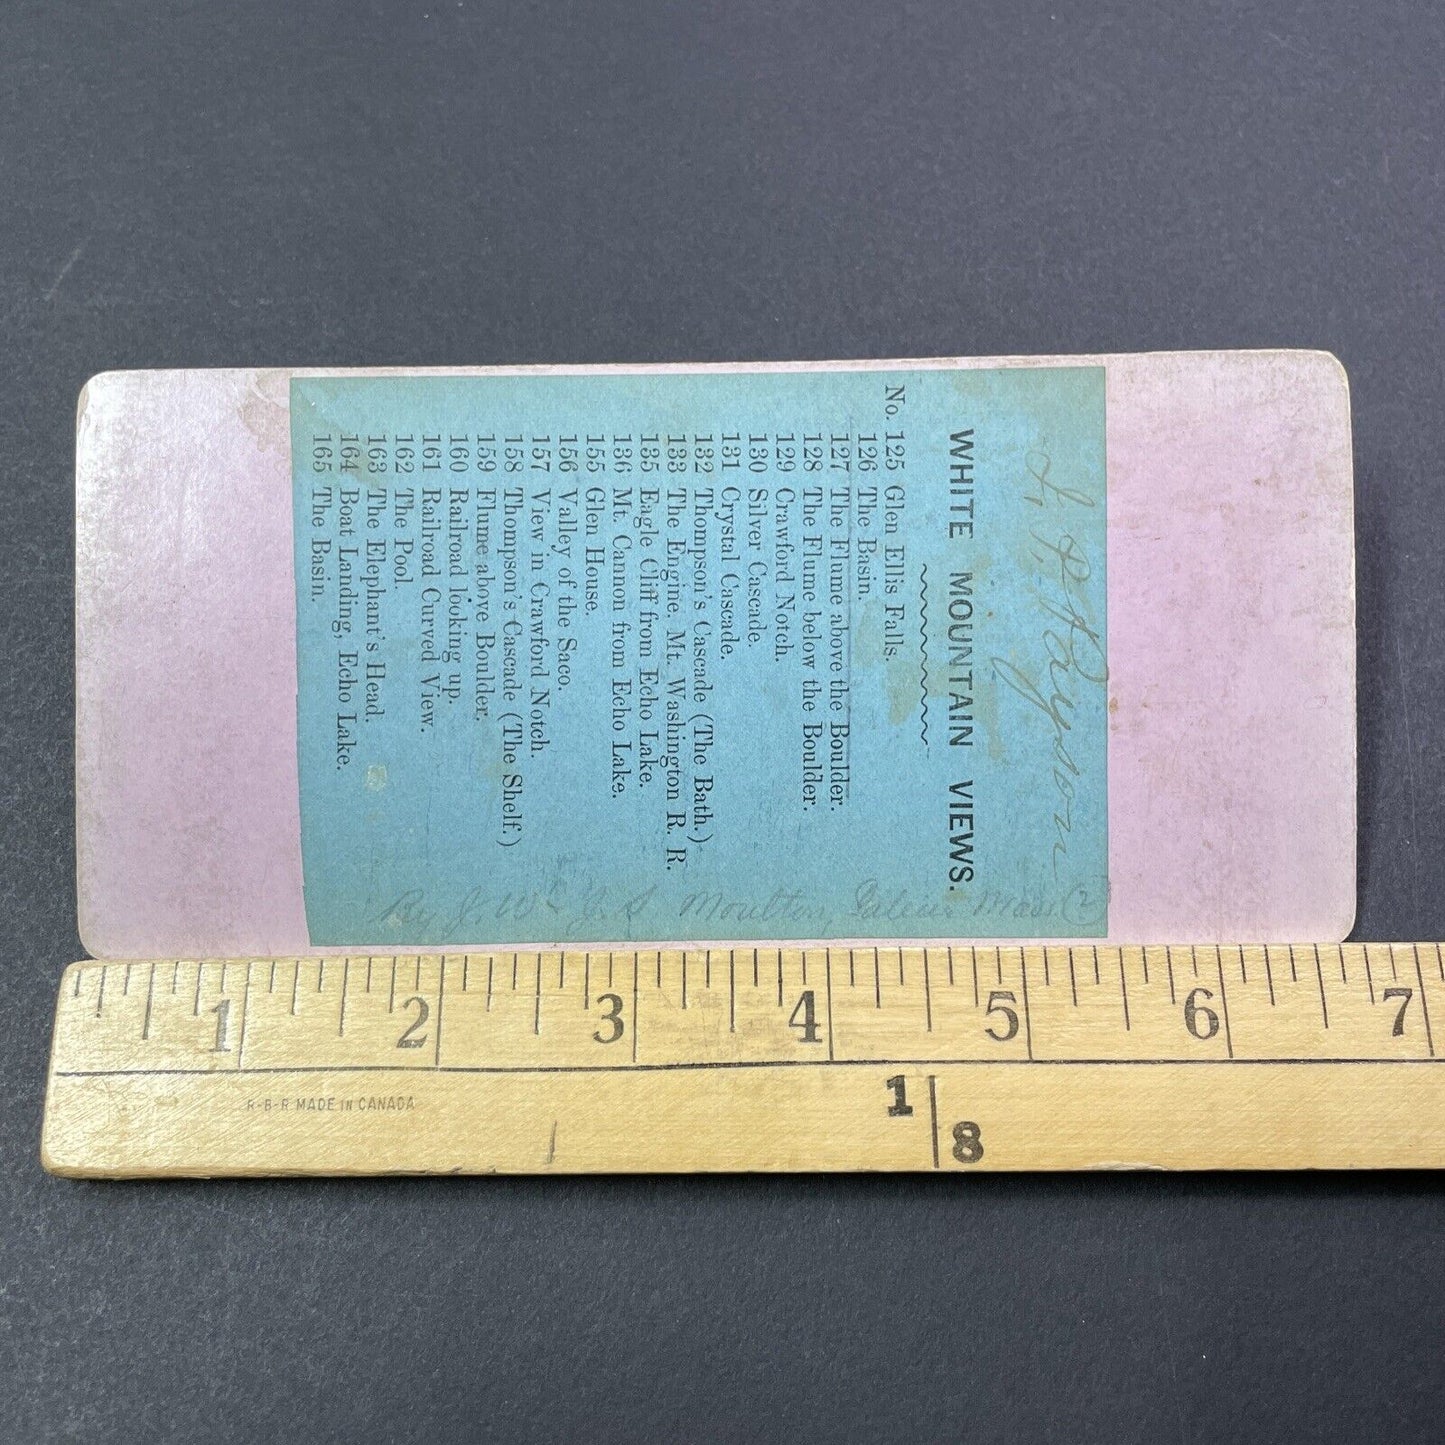 Payson
WHITE MOUNTAIN VIEWS.
No. 125 Glen Ellis Falls.
126 The Basin.
127 The Flume above the Boulder.
128 The Flume below the Boulder.
129 Crawford Notch.
130 Silver Cascade.
131 Crystal Cascade.
132 Thompson's Cascade (The Bath.)
133 The Engine. Mt. Washington R. R.
135 Eagle Cliff from Echo Lake.
136 Mt. Cannon from Echo Lake.
155 Glen House.
156 Valley of the Saco.
157 View in Crawford Notch.
158 Thompson's Cascade (The Shelf.)
159 Flume above Boulder.
160 Railroad looking up.
161 Railroad Curved View.
162 The Pool.
163 The Elephant's Head.
164 Boat Landing, Echo Lake.
165 The Basin.
By J. W. & J. S. Moulton, Salem Mass. (2)
1 2 3 4 5 6 7
R-B-R MADE IN CANADA
1 8